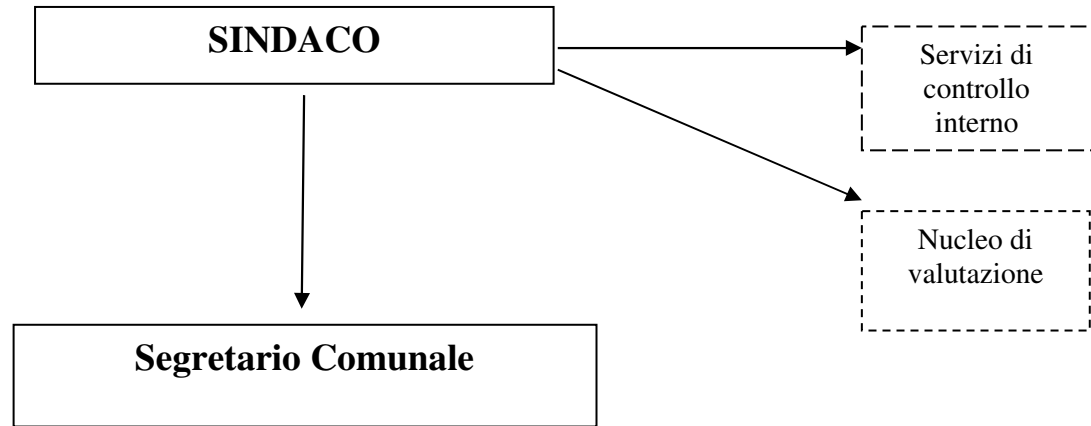 SINDACO
Servizi di
controllo
interno
Nucleo di
valutazione
Segretario Comunale